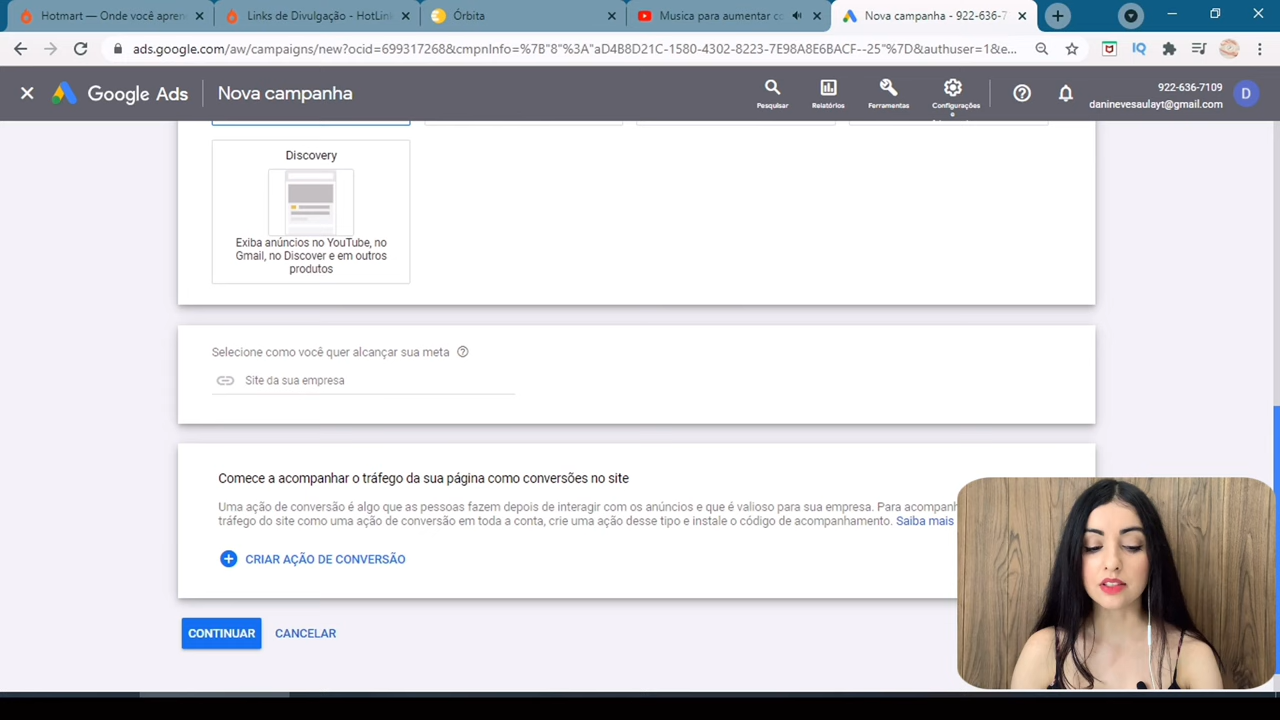 Hotmart — Onde você apren
Links de Divulgação - HotLink
Órbita
Musica para aumentar co
Nova campanha - 922-636-7
ads.google.com/aw/campaigns/new?ocid=699317268&cmpnInfo=%7B"8"%3A"aD4B8D21C-1580-4302-8223-7E98A8E6BACF--25"%7D&authuser=1&e...
IQ
Google Ads
Nova campanha
Pesquisar
Relatórios
Ferramentas
Configurações
922-636-7109
daninevesaulayt@gmail.com
D
Discovery
Exiba anúncios no YouTube, no
Gmail, no Discover e em outros
produtos
Selecione como você quer alcançar sua meta
Site da sua empresa
Comece a acompanhar o tráfego da sua página como conversões no site
Uma ação de conversão é algo que as pessoas fazem depois de interagir com os anúncios e que é valioso para sua empresa. Para acompanh
tráfego do site como uma ação de conversão em toda a conta, crie uma ação desse tipo e instale o código de acompanhamento. Saiba mais
CRIAR AÇÃO DE CONVERSÃO
CONTINUAR
CANCELAR